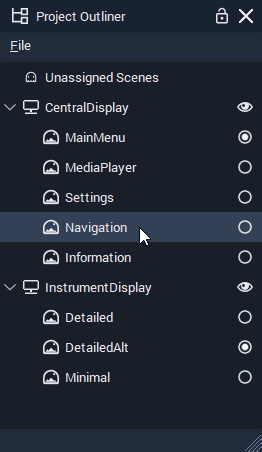 Project Outliner
File
Unassigned Scenes
CentralDisplay
MainMenu
MediaPlayer
Settings
Navigation
Information
InstrumentDisplay
Detailed
DetailedAlt
Minimal